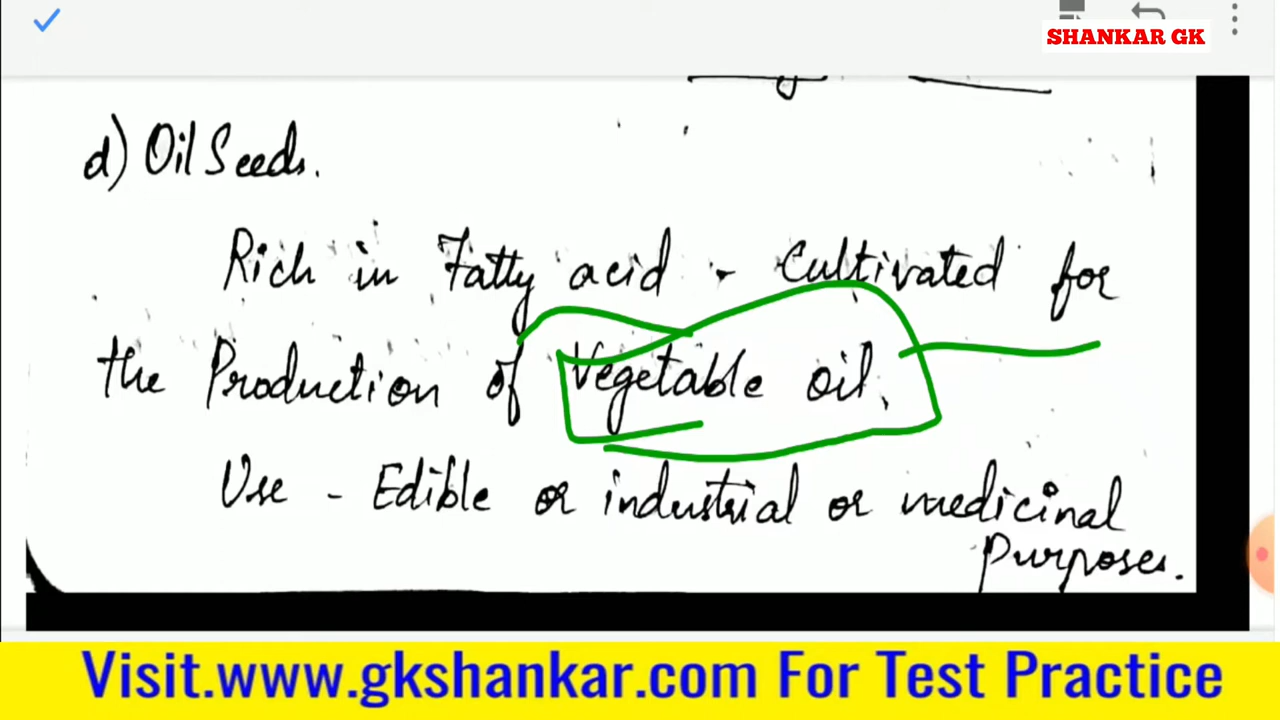 SHANKAR GK
d) Oil Seeds.
Rich in Fatty acid - Cultivated for
the Production of Vegetable oil.
Use - Edible or industrial or medicinal
purposes.
Visit.www.gkshankar.com For Test Practice